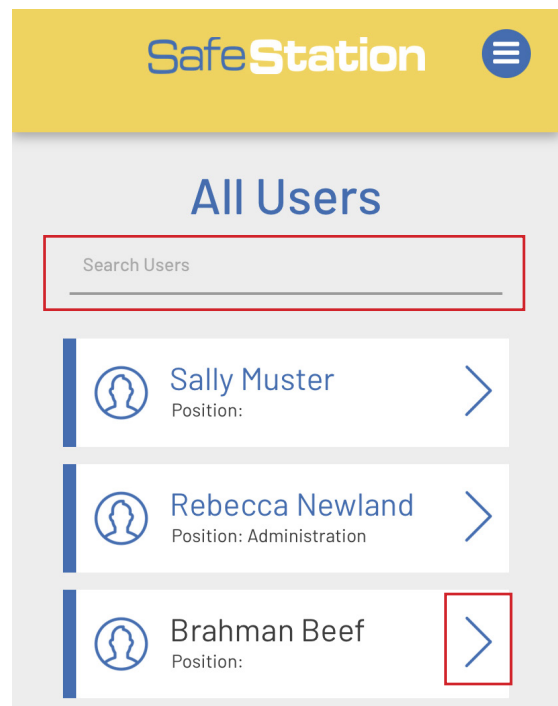 SafeStation
All Users
Search Users
Sally Muster
Position:
Rebecca Newland
Position: Administration
Brahman Beef
Position: